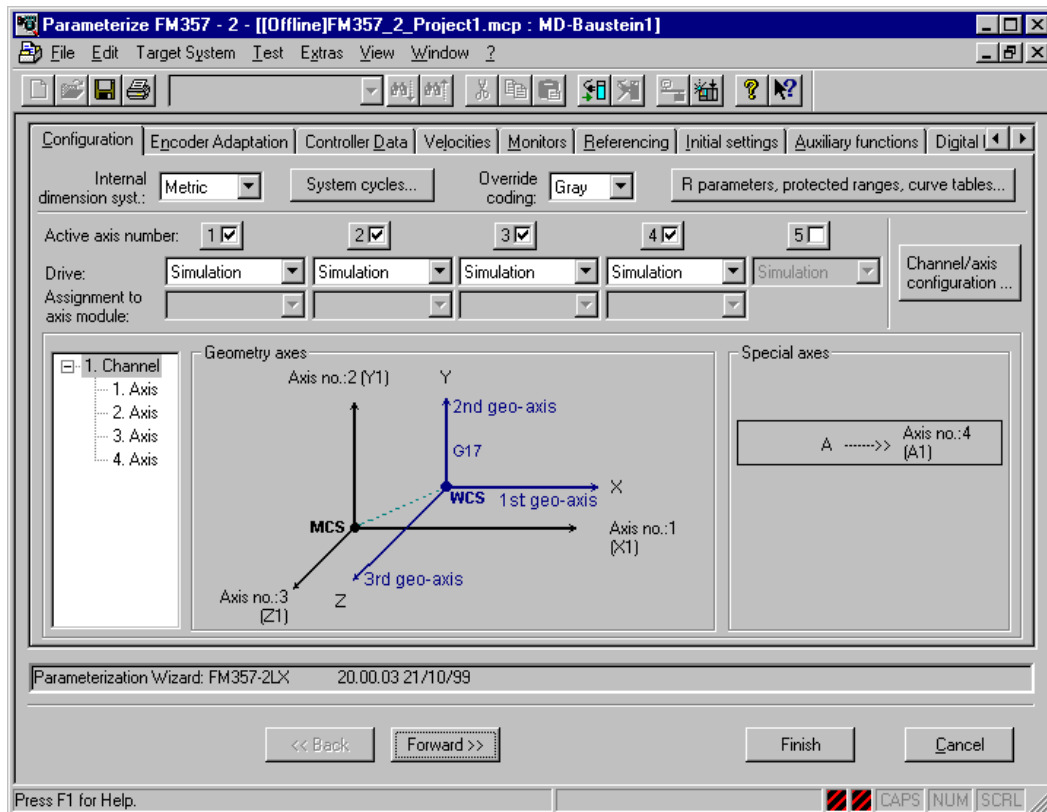 Parameterize FM357 - 2 - [[Offline]FM357_2_Project1.mcp : MD-Baustein1]
File Edit Target System Test Extras View Window ?
Configuration Encoder Adaptation Controller Data Velocities Monitors Referencing Initial settings Auxiliary functions Digital
Internal dimension syst.: Metric System cycles... Override coding: Gray R parameters, protected ranges, curve tables...
Active axis number: 1 2 3 4 5
Drive: Simulation Simulation Simulation Simulation Simulation
Channel/axis
configuration ...
Assignment to
axis module:
1. Channel
1. Axis
2. Axis
3. Axis
4. Axis
Geometry axes
Axis no.:2 (Y1)
Y
2nd geo-axis
G17
WCS
1st geo-axis
X
MCS
Axis no.:1
(X1)
3rd geo-axis
Axis no.:3
(Z1)
Z
Special axes
A ------->> Axis no.:4
(A1)
Parameterization Wizard: FM357-2LX 20.00.03 21/10/99
<< Back Forward >> Finish Cancel
Press F1 for Help. CAPS NUM SCRL